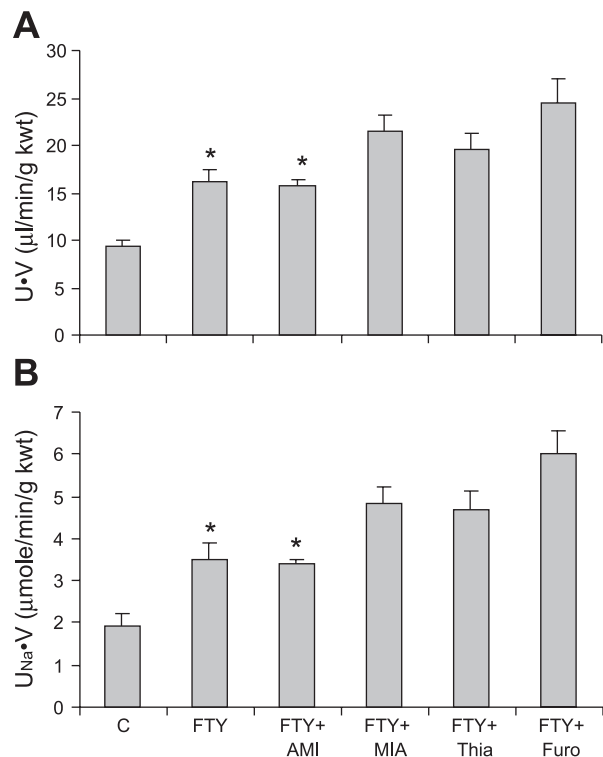 A
U•V (µl/min/g kwt)
30
25
20
15
10
5
0
*
*
B
U Na•V (µmole/min/g kwt)
7
6
5
4
3
2
1
0
*
*
C
FTY
FTY+
AMI
FTY+
MIA
FTY+
Thia
FTY+
Furo